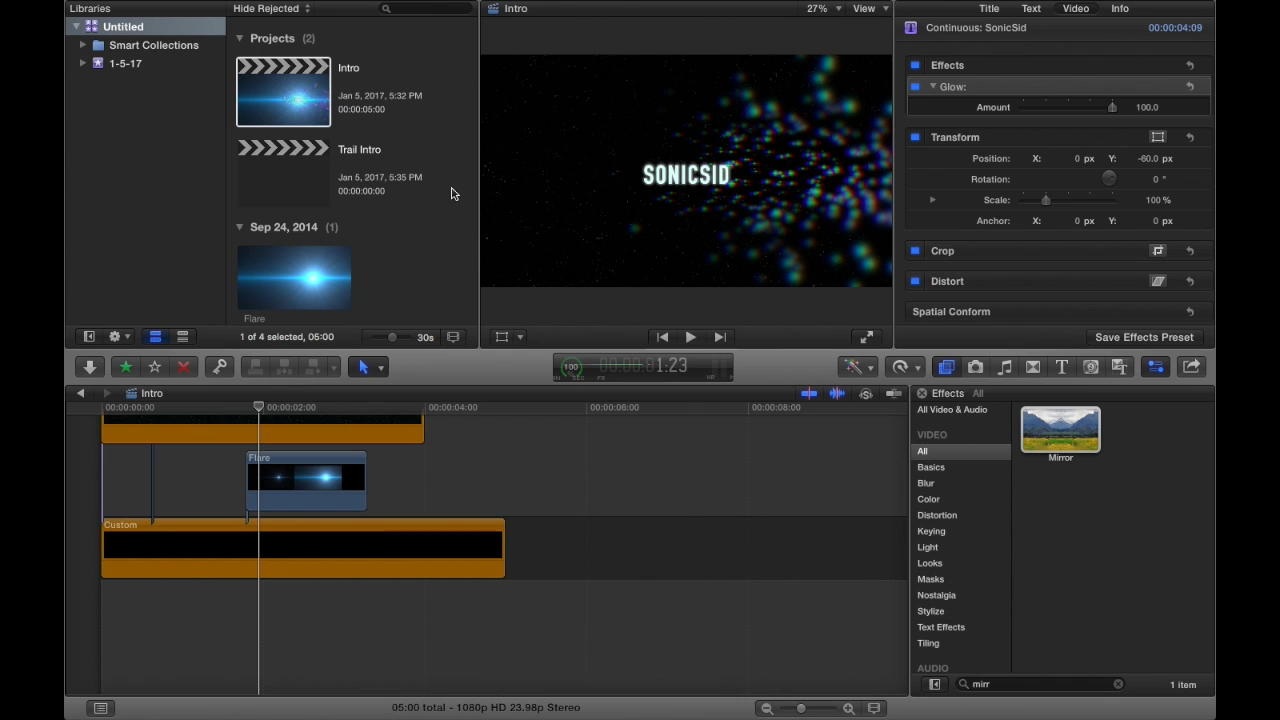 Libraries
Hide Rejected
Intro
27%
View
Title
Text
Video
Info
Untitled
Smart Collections
1-5-17
Projects (2)
Intro
Jan 5, 2017, 5:32 PM
00:00:05:00
Trail Intro
Jan 5, 2017, 5:35 PM
00:00:00:00
Sep 24, 2014 (1)
Flare
SONICSID
Continuous: SonicSid
00:00:04:09
Effects
Glow:
Amount
100.0
Transform
Position:
X:
0 px
Y:
-60.0 px
Rotation:
0 °
Scale:
100 %
Anchor:
X:
0 px
Y:
0 px
Crop
Distort
Spatial Conform
1 of 4 selected, 05:00
30s
Save Effects Preset
100
1:23
Intro
00:00:00:00
00:00:02:00
00:00:04:00
00:00:06:00
00:00:08:00
Flare
Custom
Effects
All
All Video & Audio
VIDEO
All
Basics
Blur
Color
Distortion
Keying
Light
Looks
Masks
Nostalgia
Stylize
Text Effects
Tiling
AUDIO
Mirror
mirr
1 item
05:00 total - 1080p HD 23.98p Stereo